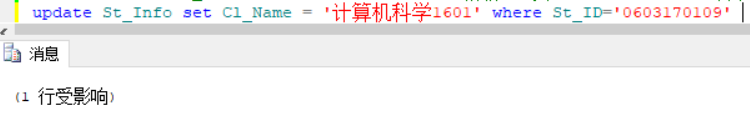 update St_Info set Cl_Name = '计算机科学1601' where St_ID='0603170109'
消息
(1 行受影响)